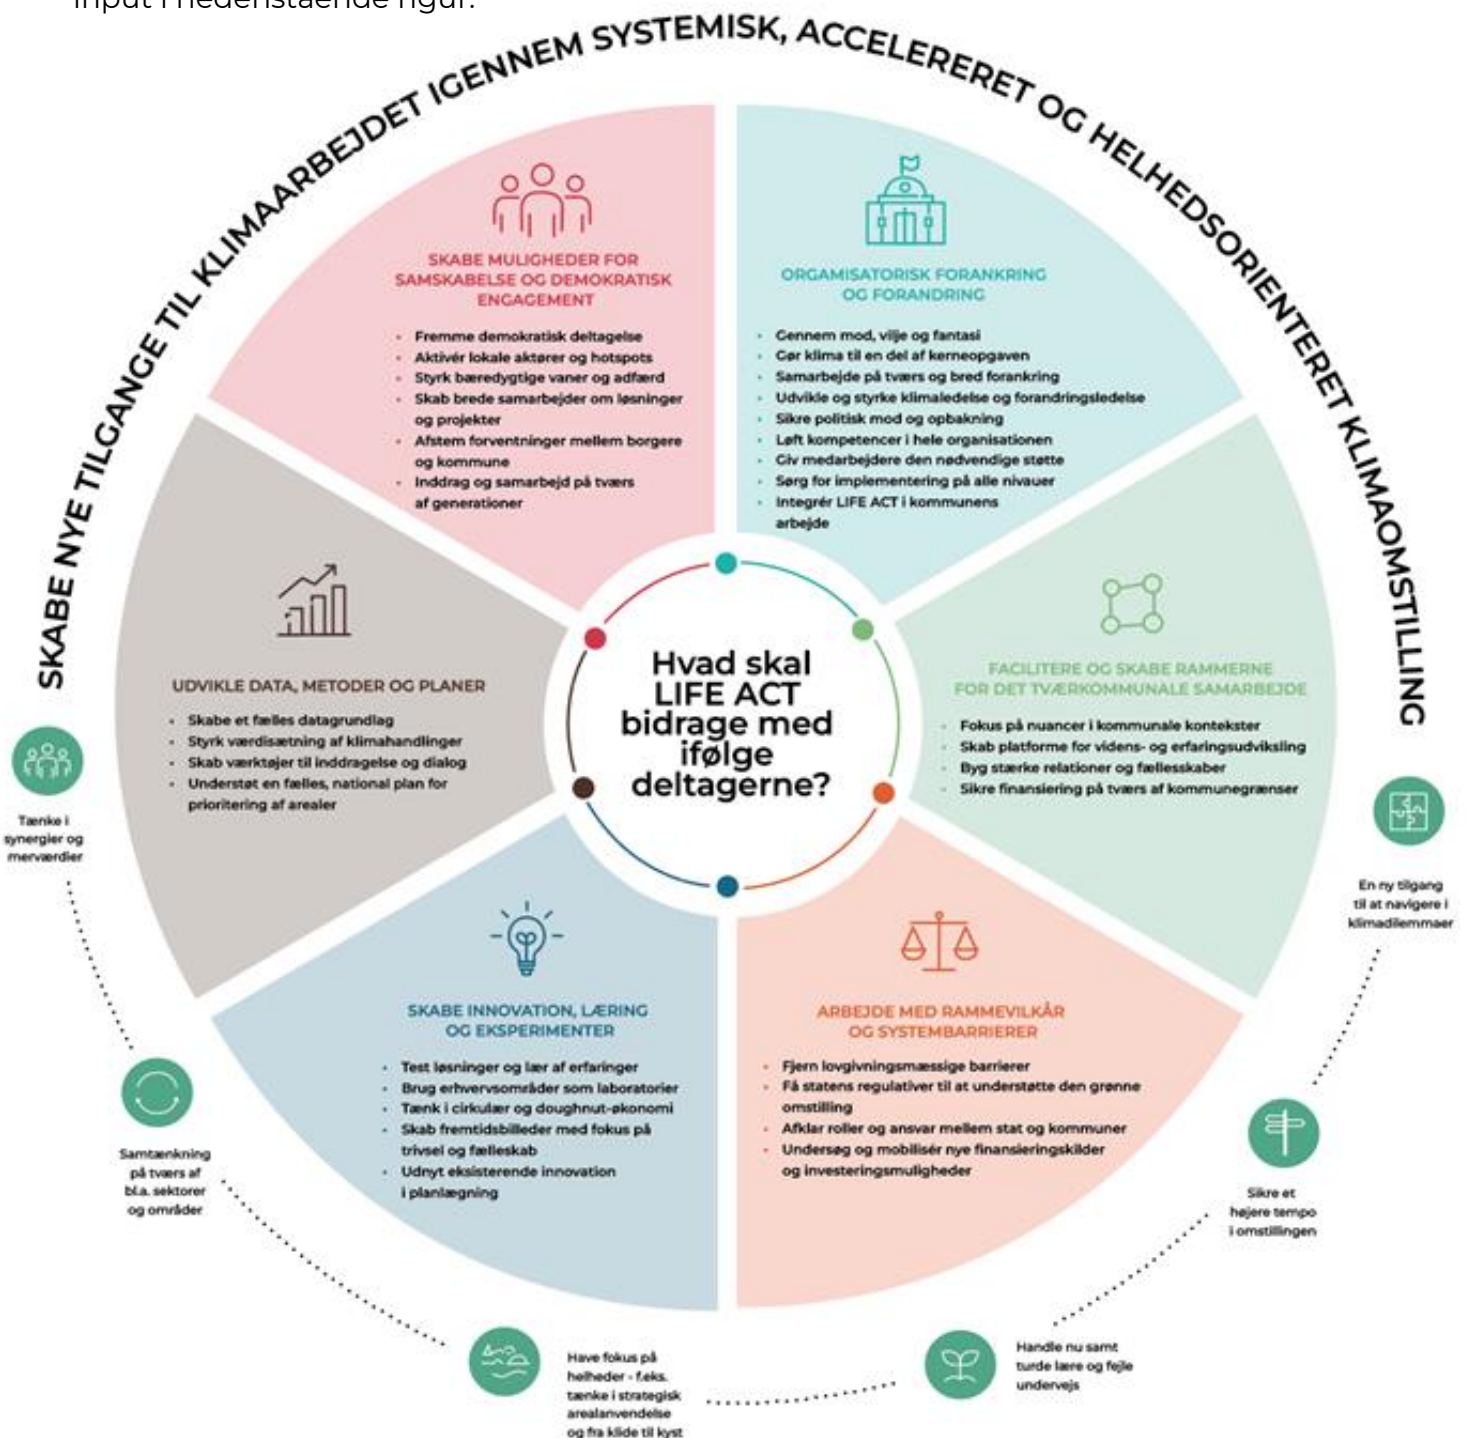 input i nedenstående figur.
SKABE NYE TILGANGE TIL KLIMAARBEJDET IGENNEM SYSTEMISK, ACCELERERET OG HELHEDSORIENTERET KLIMAOMSTILLING
SKABE MULIGHEDER FOR
SAMSKABELSE OG DEMOKRATISK
ENGAGEMENT
• Fremme demokratisk deltagelse
• Aktivér lokale aktører og hotspots
• Styrk bæredygtige vaner og adfærd
• Skab brede samarbejder om løsninger
og projekter
• Afstem forventninger mellem borgere
og kommune
• Inddrag og samarbejd på tværs
af generationer
ORGAMISATORISK FORANKRING
OG FORANDRING
• Gennem mod, vilje og fantasi
• Gør klima til en del af kerneopgaven
• Samarbejde på tværs og bred forankring
• Udvikle og styrke klimaledelse og forandringsledelse
• Sikre politisk mod og opbakning
• Løft kompetencer i hele organisationen
• Giv medarbejdere den nødvendige støtte
• Sørg for implementering på alle nivauer
• Integrér LIFE ACT i kommunens
arbejde
UDVIKLE DATA, METODER OG PLANER
• Skabe et fælles datagrundlag
• Styrk værdisætning af klimahandlinger
• Skab værktøjer til inddragelse og dialog
• Understøt en fælles, national plan for
prioritering af arealer
Hvad skal
LIFE ACT
bidrage med
ifølge
deltagerne?
FACILITERE OG SKABE RAMMERNE
FOR DET TVÆRKOMMUNALE SAMARBEJDE
• Fokus på nuancer i kommunale kontekster
• Skab platforme for videns- og erfaringsudviksling
• Byg stærke relationer og fællesskaber
• Sikre finansiering på tværs af kommunegrænser
SKABE INNOVATION, LÆRING
OG EKSPERIMENTER
• Test løsninger og lær af erfaringer
• Brug erhvervsområder som laboratorier
• Tænk i cirkulær og doughnut-økonomi
• Skab fremtidsbilleder med fokus på
trivsel og fælleskab
• Udnyt eksisterende innovation
i planlægning
ARBEJDE MED RAMMEVILKÅR
OG SYSTEMBARRIERER
• Fjern lovgivningsmæssige barrierer
• Få statens regulativer til at understøtte den grønne
omstilling
• Afklar roller og ansvar mellem stat og kommuner
• Undersøg og mobilisér nye finansieringskilder
og investeringsmuligheder
Tænke i
synergier og
merværdier
Samtænkning
på tværs af
bl.a. sektorer
og områder
Have fokus på
helheder - f.eks.
tænke i strategisk
arealanvendelse
og fra klide til kyst
Handle nu samt
turde lære og fejle
undervejs
Sikre et
højere tempo
i omstillingen
En ny tilgang
til at navigere i
klimadilemmaer